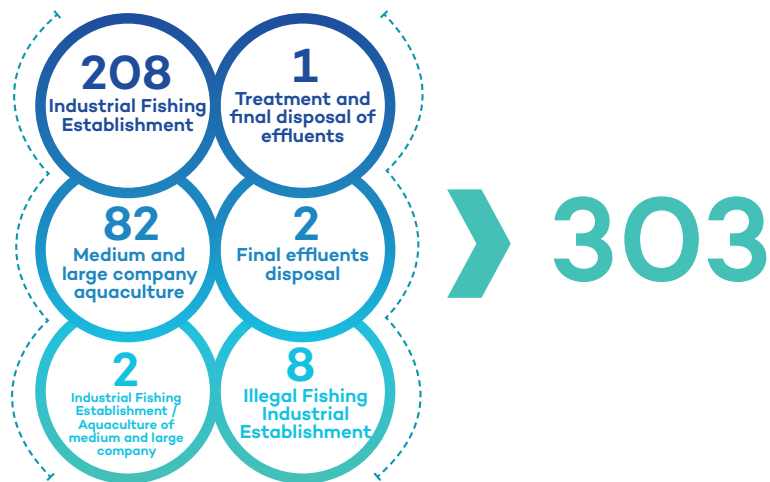 208
Industrial Fishing
Establishment
1
Treatment and
final disposal of
effluents
82
Medium and
large company
aquaculture
2
Final effluents
disposal
2
Industrial Fishing
Establishment /
Aquaculture of
medium and large
company
8
Illegal Fishing
Industrial
Establishment
303